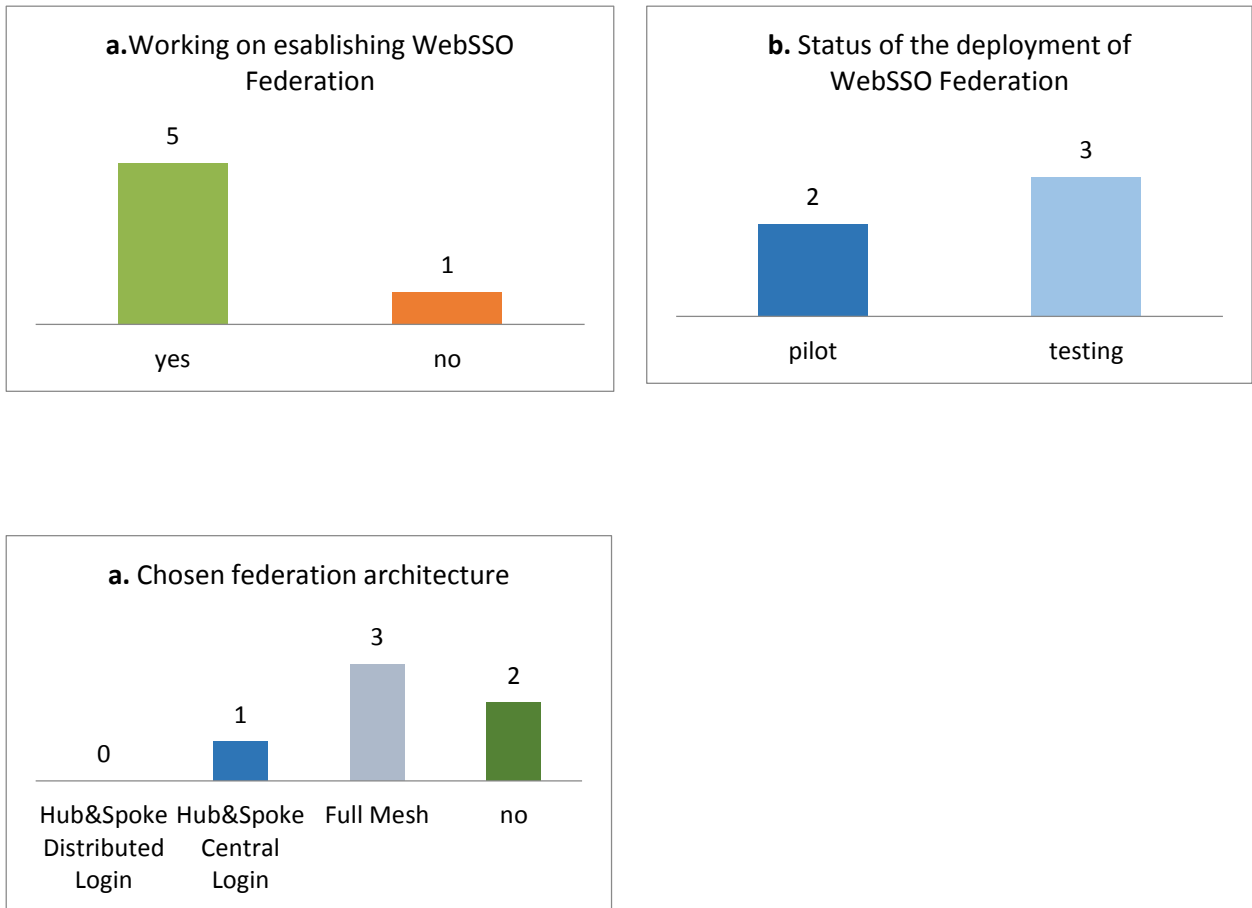 a.Working on esablishing WebSSO
Federation
5
1
yes no
b. Status of the deployment of
WebSSO Federation
3
2
pilot testing
a. Chosen federation architecture
3
2
1
0
Hub&Spoke Hub&Spoke Full Mesh no
Distributed Central
Login Login